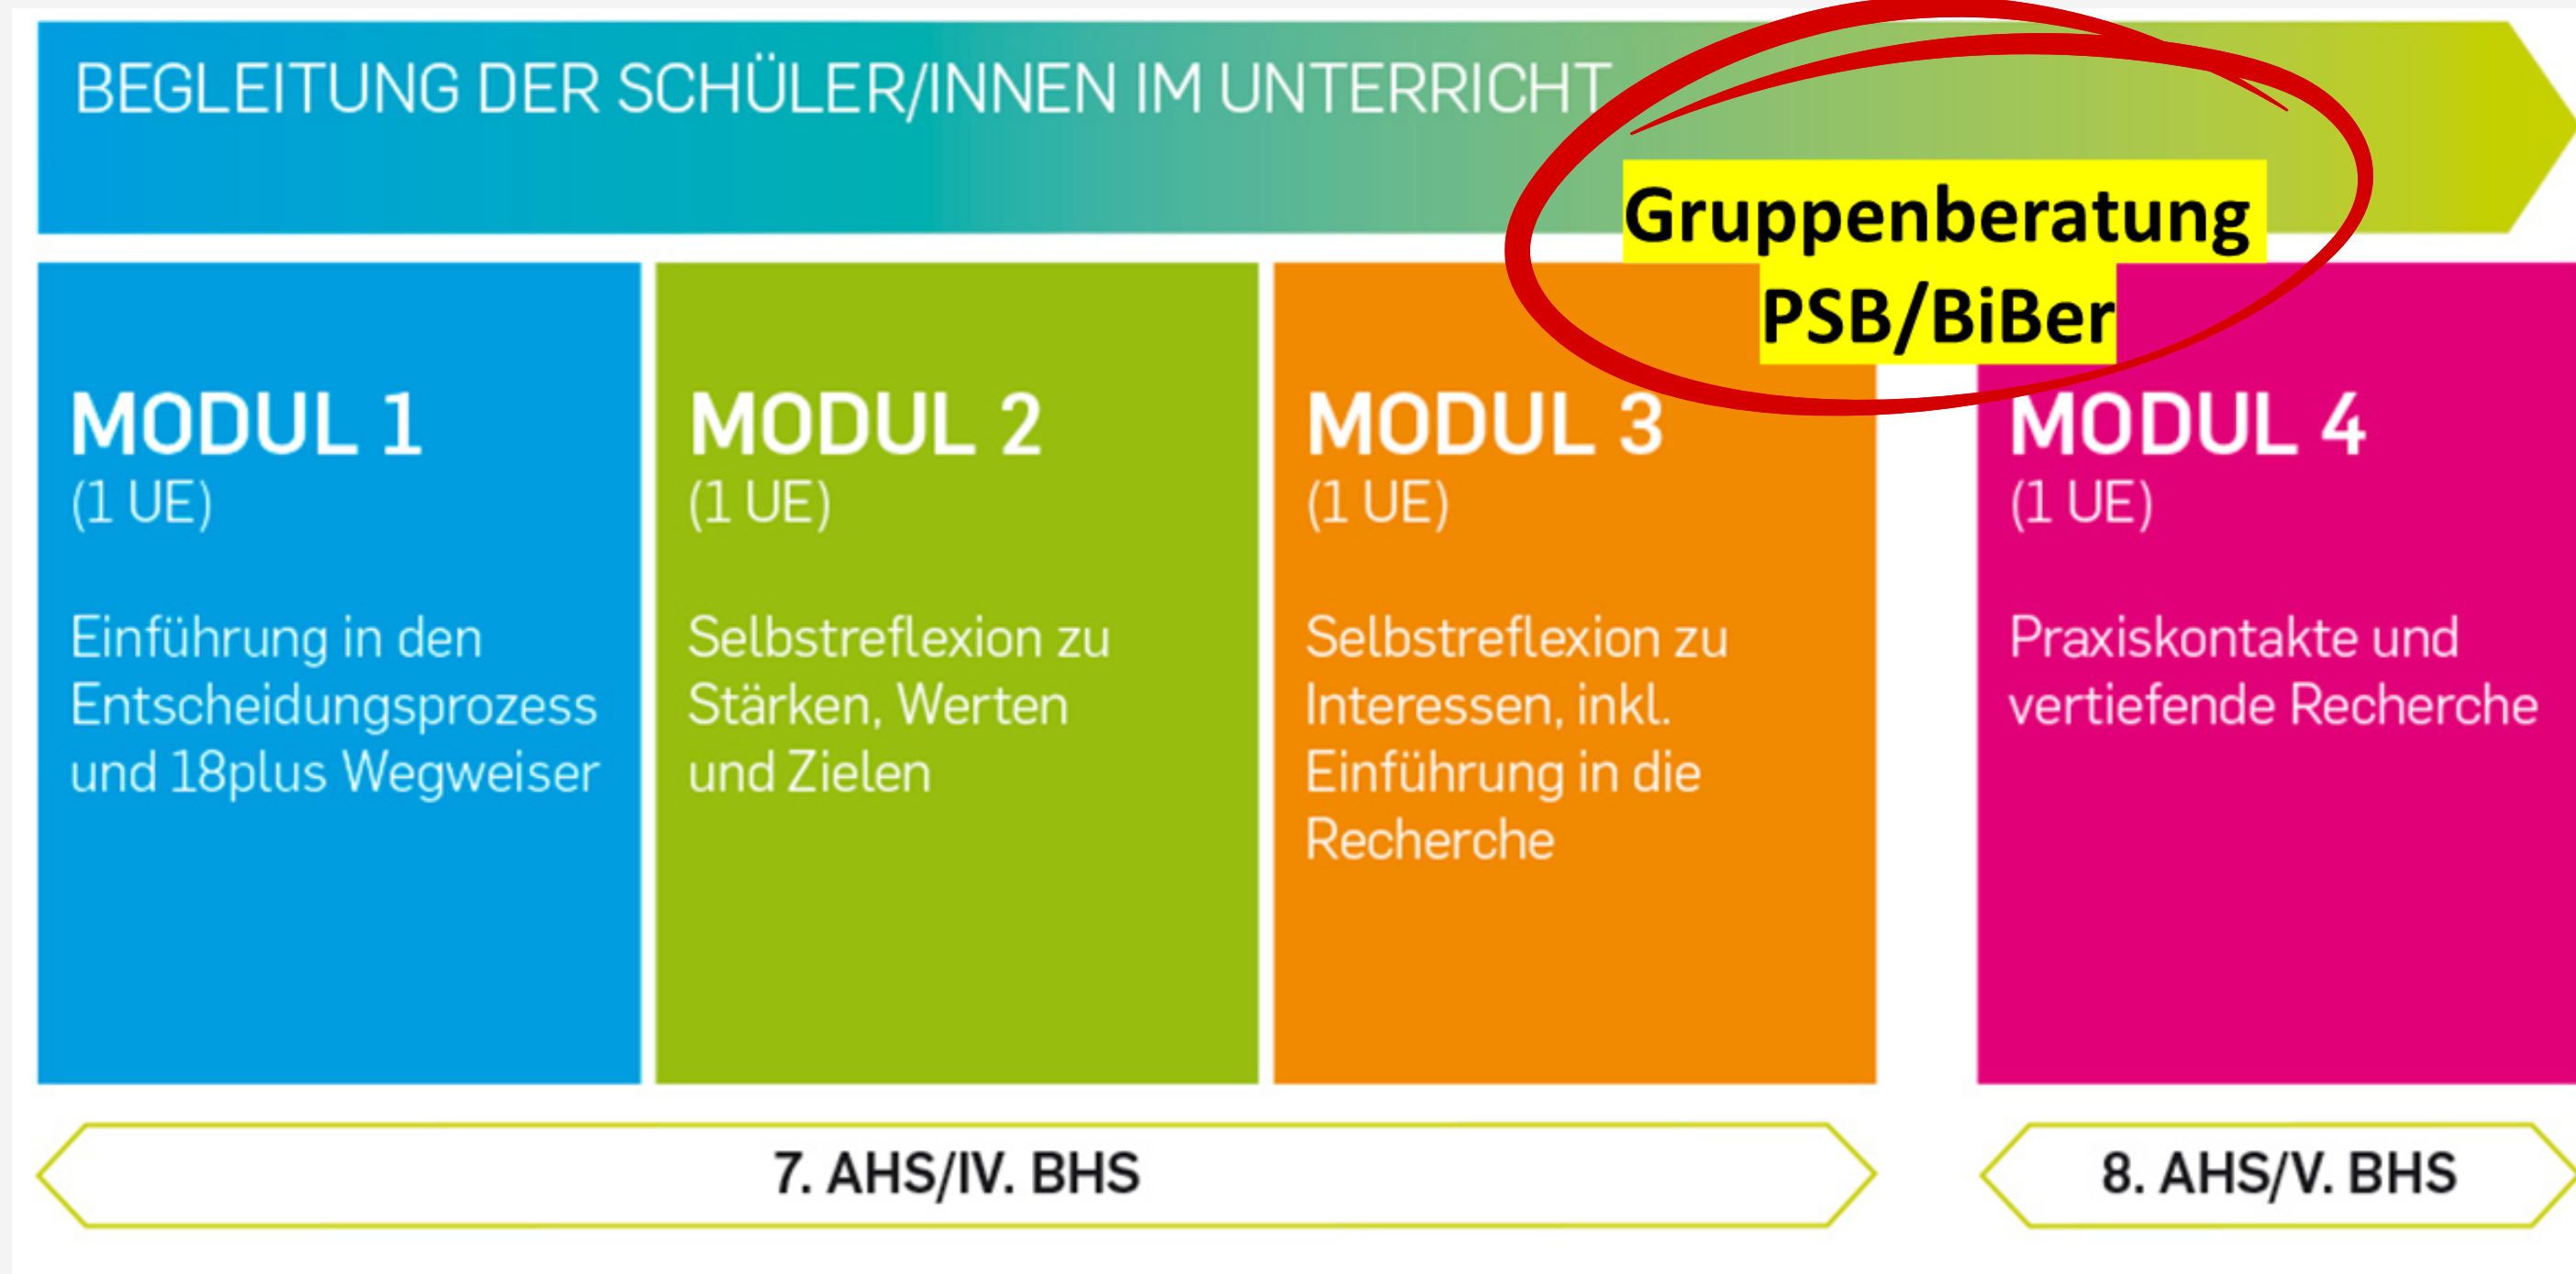 BEGLEITUNG DER SCHÜLER/INNEN IM UNTERRICHT
Gruppenberatung
PSB/BiBer
MODUL 1
(1 UE)
Einführung in den
Entscheidungsprozess
und 18plus Wegweiser
MODUL 2
(1 UE)
Selbstreflexion zu
Stärken, Werten
und Zielen
MODUL 3
(1 UE)
Selbstreflexion zu
Interessen, inkl.
Einführung in die
Recherche
MODUL 4
(1 UE)
Praxiskontakte und
vertiefende Recherche
7. AHS/IV. BHS
8. AHS/V. BHS